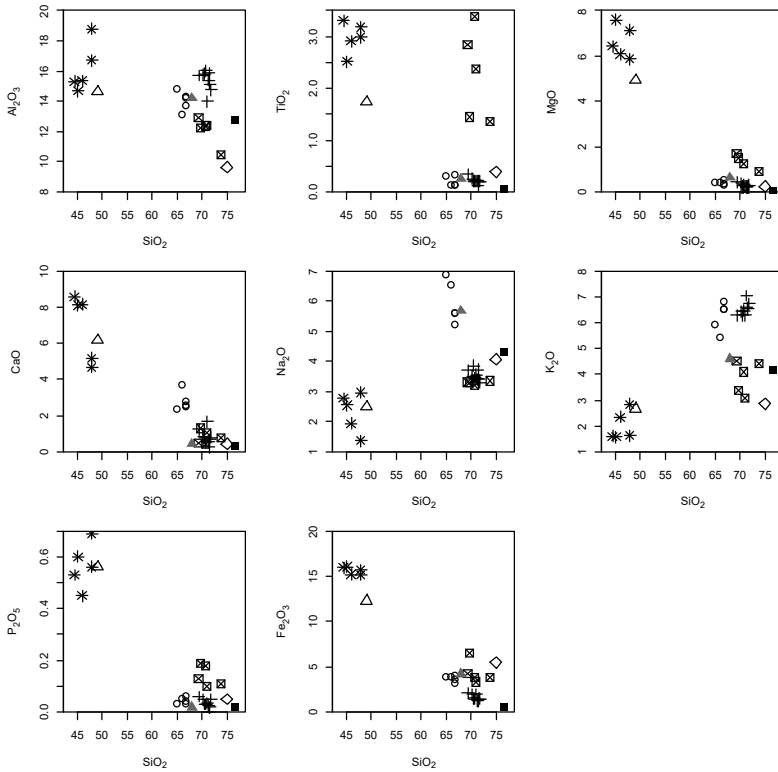 Al₂O₃
8 10 12 14 16 18 20
45 50 55 60 65 70 75
SiO₂
TiO₂
0.0 1.0 2.0 3.0
45 50 55 60 65 70 75
SiO₂
MgO
0 2 4 6 8
45 50 55 60 65 70 75
SiO₂
CaO
0 2 4 6 8 10
45 50 55 60 65 70 75
SiO₂
Na₂O
1 2 3 4 5 6 7
45 50 55 60 65 70 75
SiO₂
K₂O
1 2 3 4 5 6 7 8
45 50 55 60 65 70 75
SiO₂
P₂O₅
0.0 0.2 0.4 0.6
45 50 55 60 65 70 75
SiO₂
Fe₂O₃
0 5 10 15 20
45 50 55 60 65 70 75
SiO₂